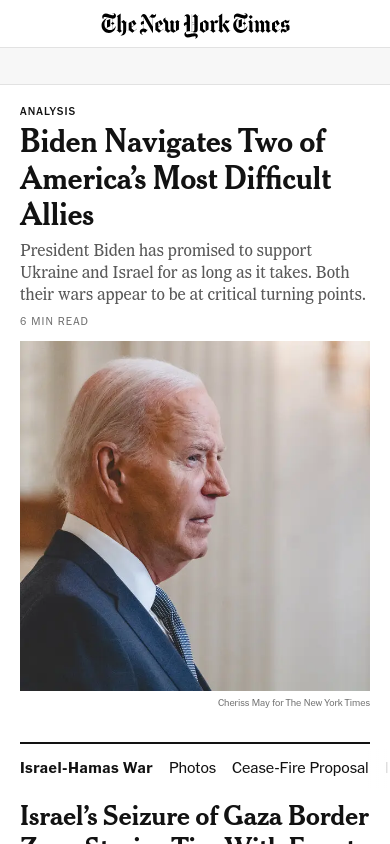 The New York Times
ANALYSIS
Biden Navigates Two of
America’s Most Difficult
Allies
President Biden has promised to support
Ukraine and Israel for as long as it takes. Both
their wars appear to be at critical turning points.
6 MIN READ
Cheriss May for The New York Times
Israel-Hamas War Photos Cease-Fire Proposal
Israel’s Seizure of Gaza Border